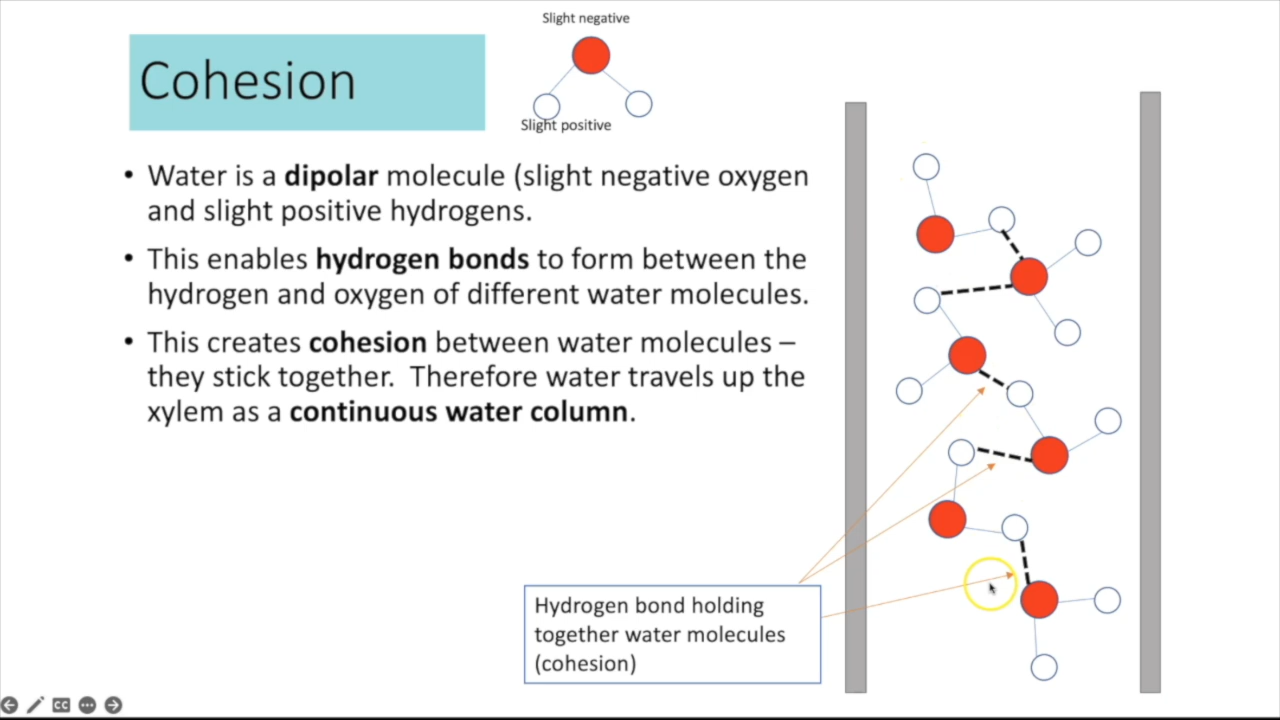 Slight negative
Cohesion
Slight positive
• Water is a dipolar molecule (slight negative oxygen
and slight positive hydrogens.
• This enables hydrogen bonds to form between the
hydrogen and oxygen of different water molecules.
• This creates cohesion between water molecules –
they stick together.  Therefore water travels up the
xylem as a continuous water column.
Hydrogen bond holding
together water molecules
(cohesion)
CC